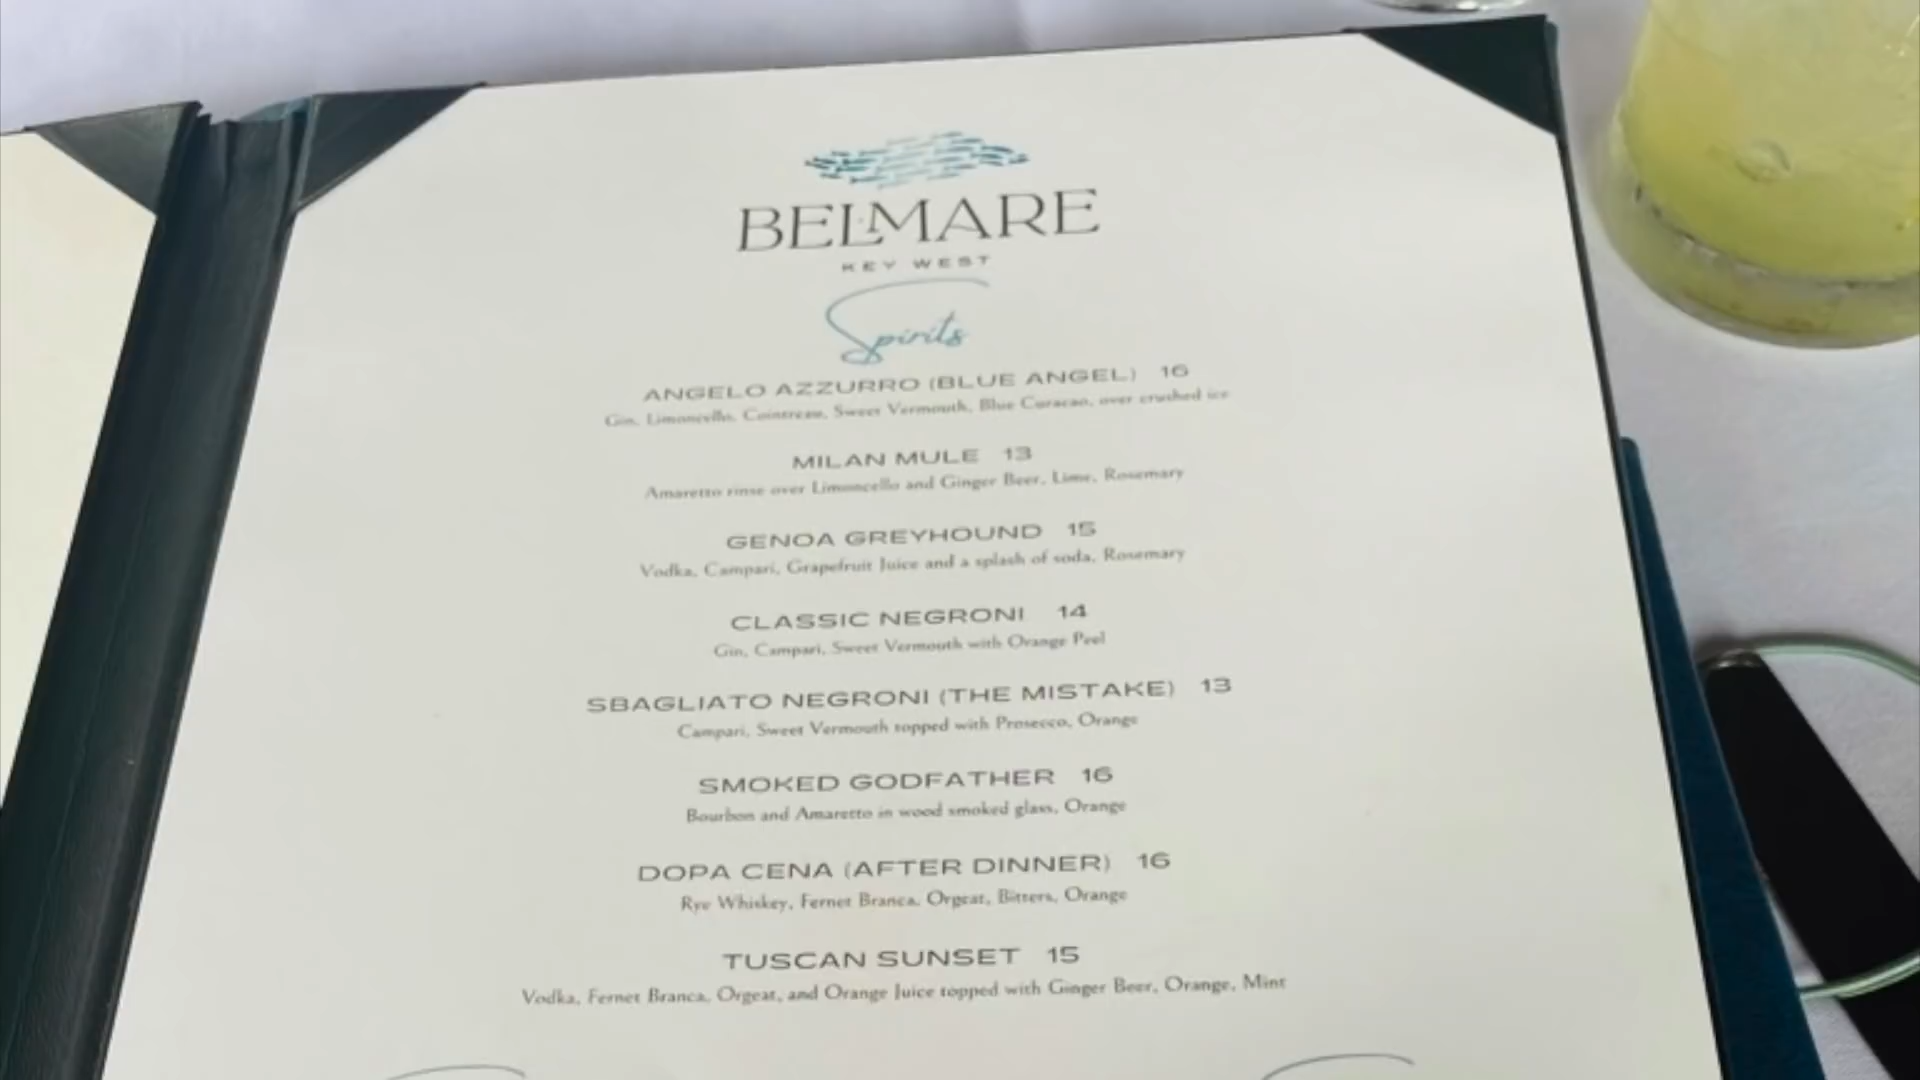 BELMARE
KEY WEST
Spirits
ANGELO AZZURRO (BLUE ANGEL) 16
Gin, Limoncello, Cointreau, Sweet Vermouth, Blue Curacao, over crushed ice
MILAN MULE 13
Amaretto rinse over Limoncello and Ginger Beer, Lime, Rosemary
GENOA GREYHOUND 15
Vodka, Campari, Grapefruit Juice and a splash of soda, Rosemary
CLASSIC NEGRONI 14
Gin, Campari, Sweet Vermouth with Orange Peel
SBAGLIATO NEGRONI (THE MISTAKE) 13
Campari, Sweet Vermouth topped with Prosecco, Orange
SMOKED GODFATHER 16
Bourbon and Amaretto in wood smoked glass, Orange
DOPA CENA (AFTER DINNER) 16
Rye Whiskey, Fernet Branca, Orgeat, Bitters, Orange
TUSCAN SUNSET 15
Vodka, Fernet Branca, Orgeat, and Orange Juice topped with Ginger Beer, Orange, Mint